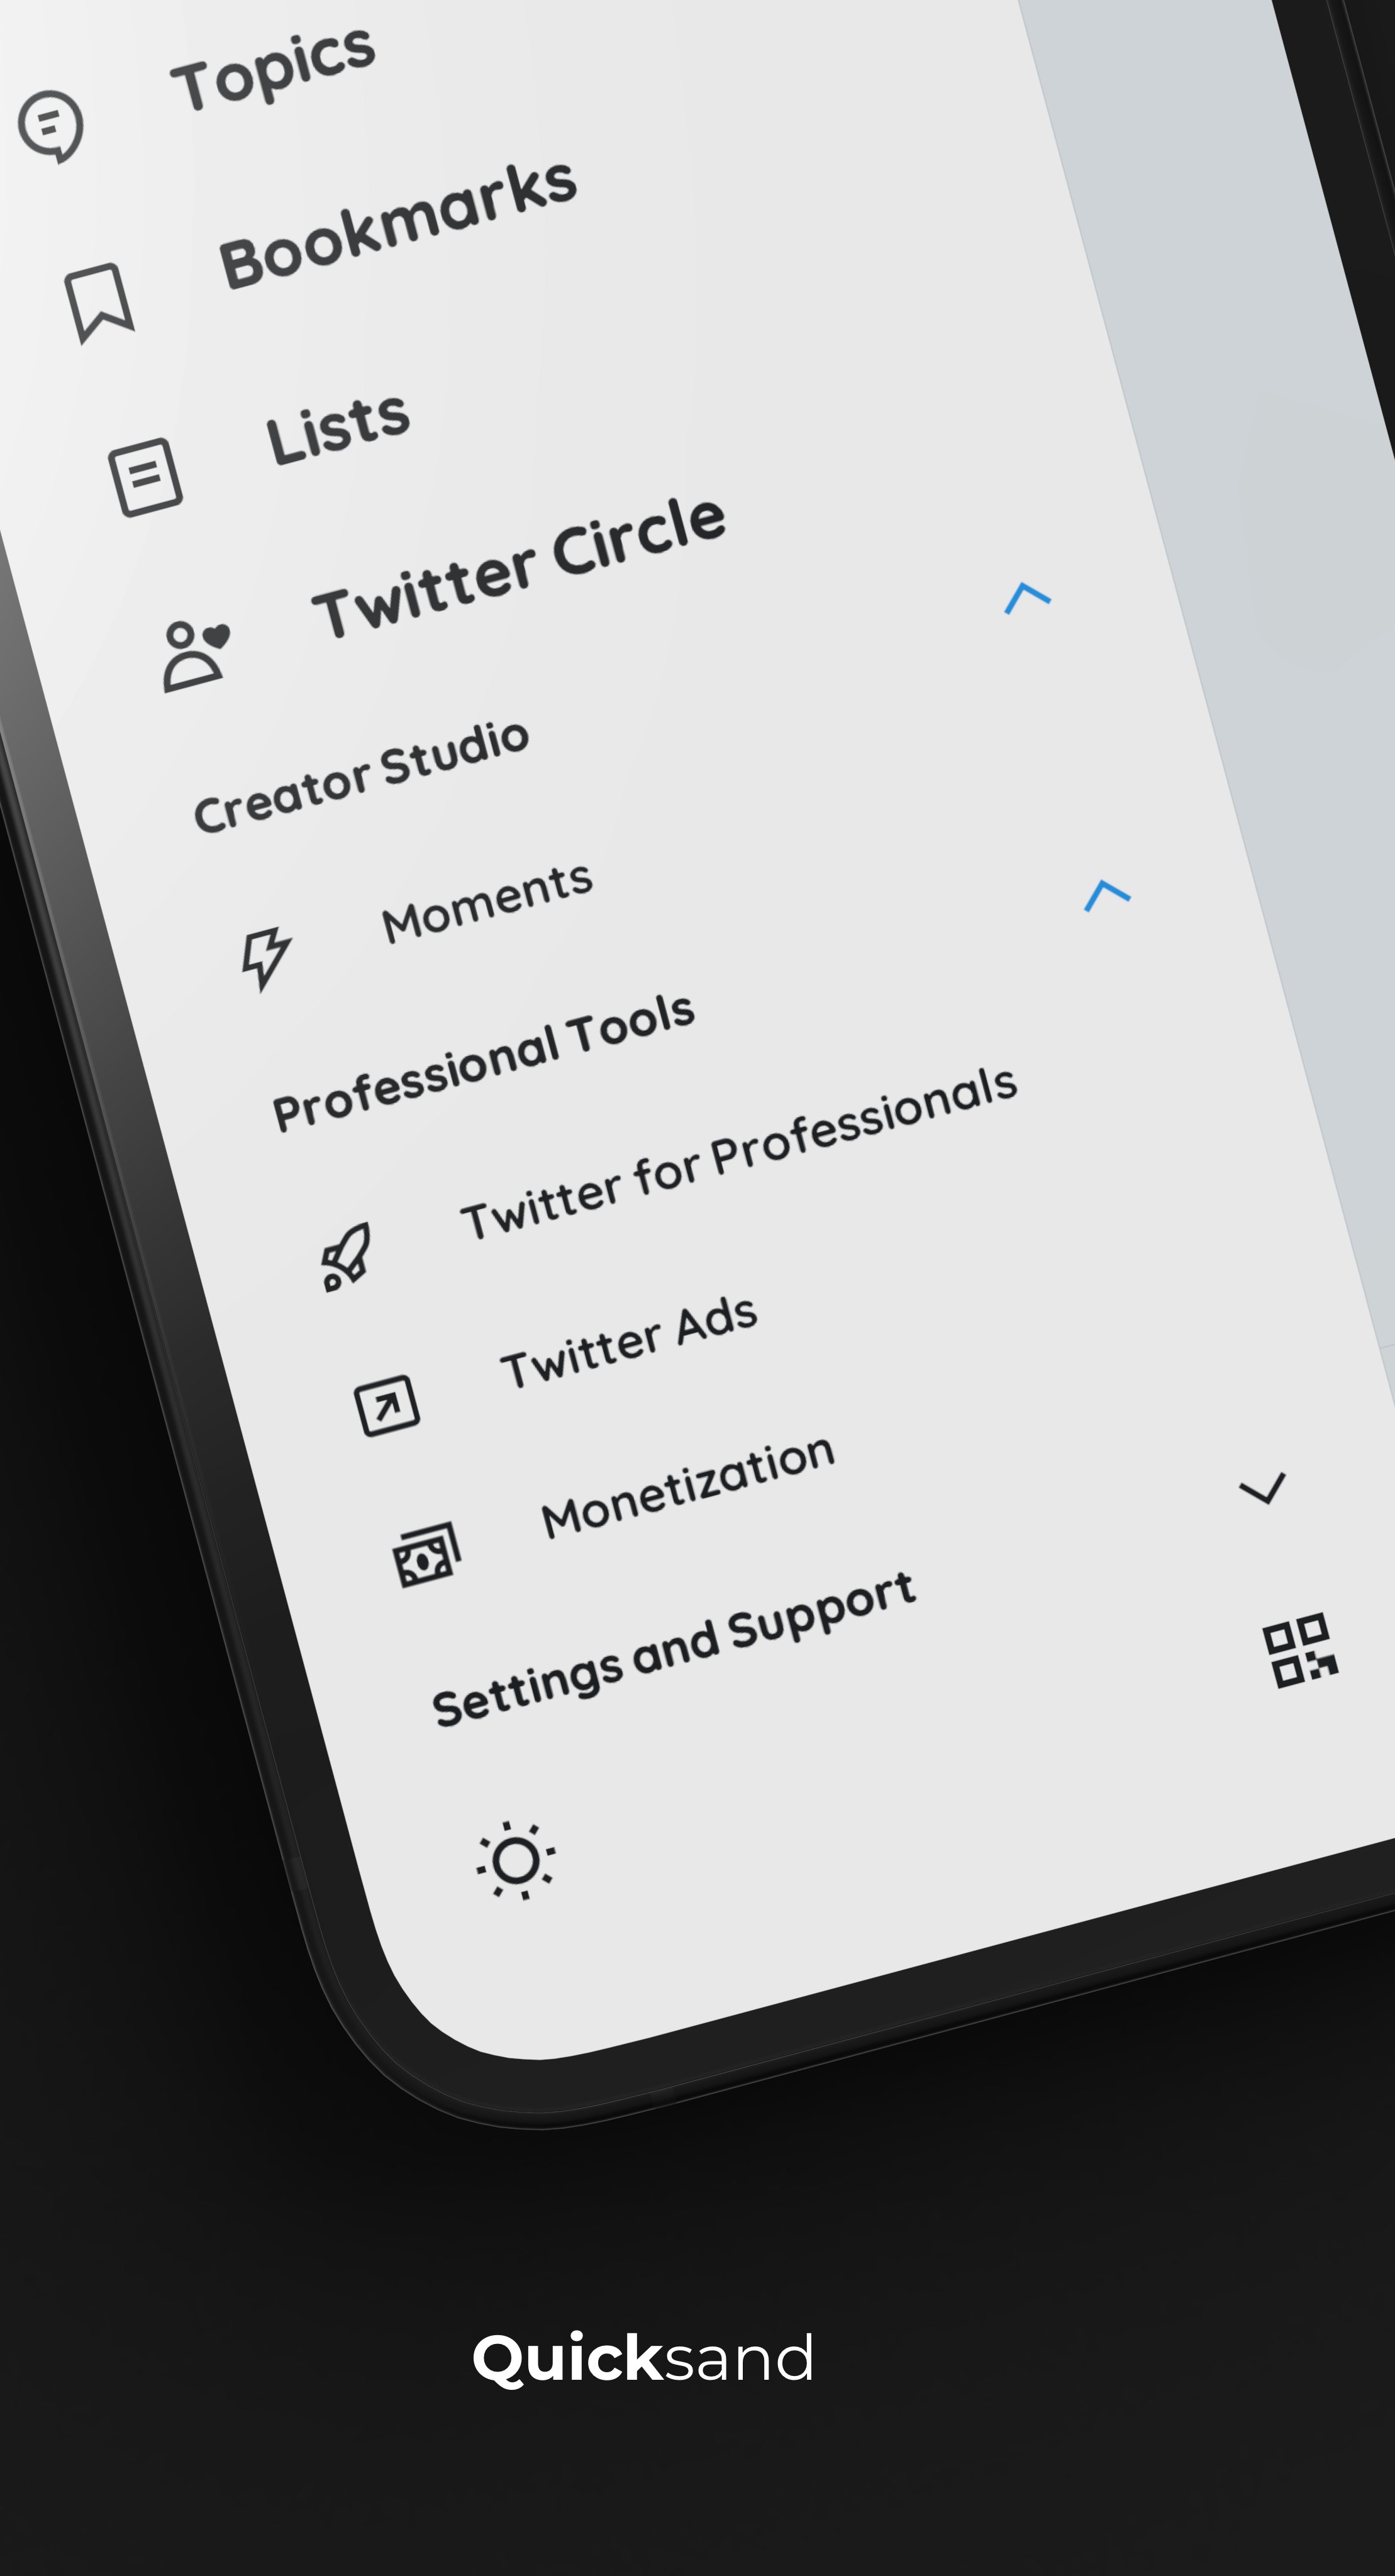 Topics
Bookmarks
Lists
Twitter Circle
Creator Studio
Moments
Professional Tools
Twitter for Professionals
Twitter Ads
Monetization
Settings and Support
Quicksand